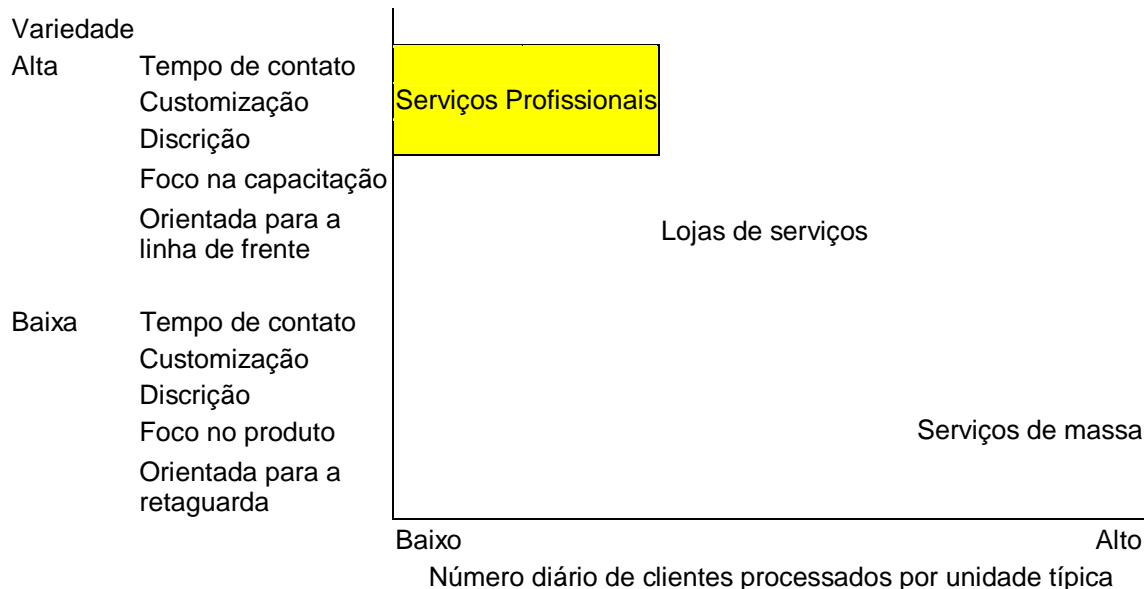 Variedade
Alta Tempo de contato
Customização
Serviços Profissionais
Discrição
Foco na capacitação
Orientada para a
linha de frente
Lojas de serviços
Baixa Tempo de contato
Customização
Discrição
Foco no produto
Serviços de massa
Orientada para a
retaguarda
Baixo Alto
Número diário de clientes processados por unidade típica